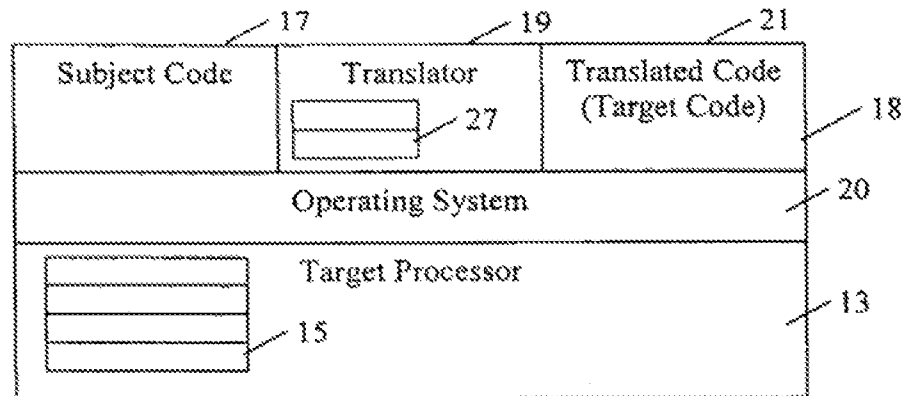 17 19 21
Subject Code Translator Translated Code
(Target Code)
27 18
Operating System
20
Target Processor
13
15